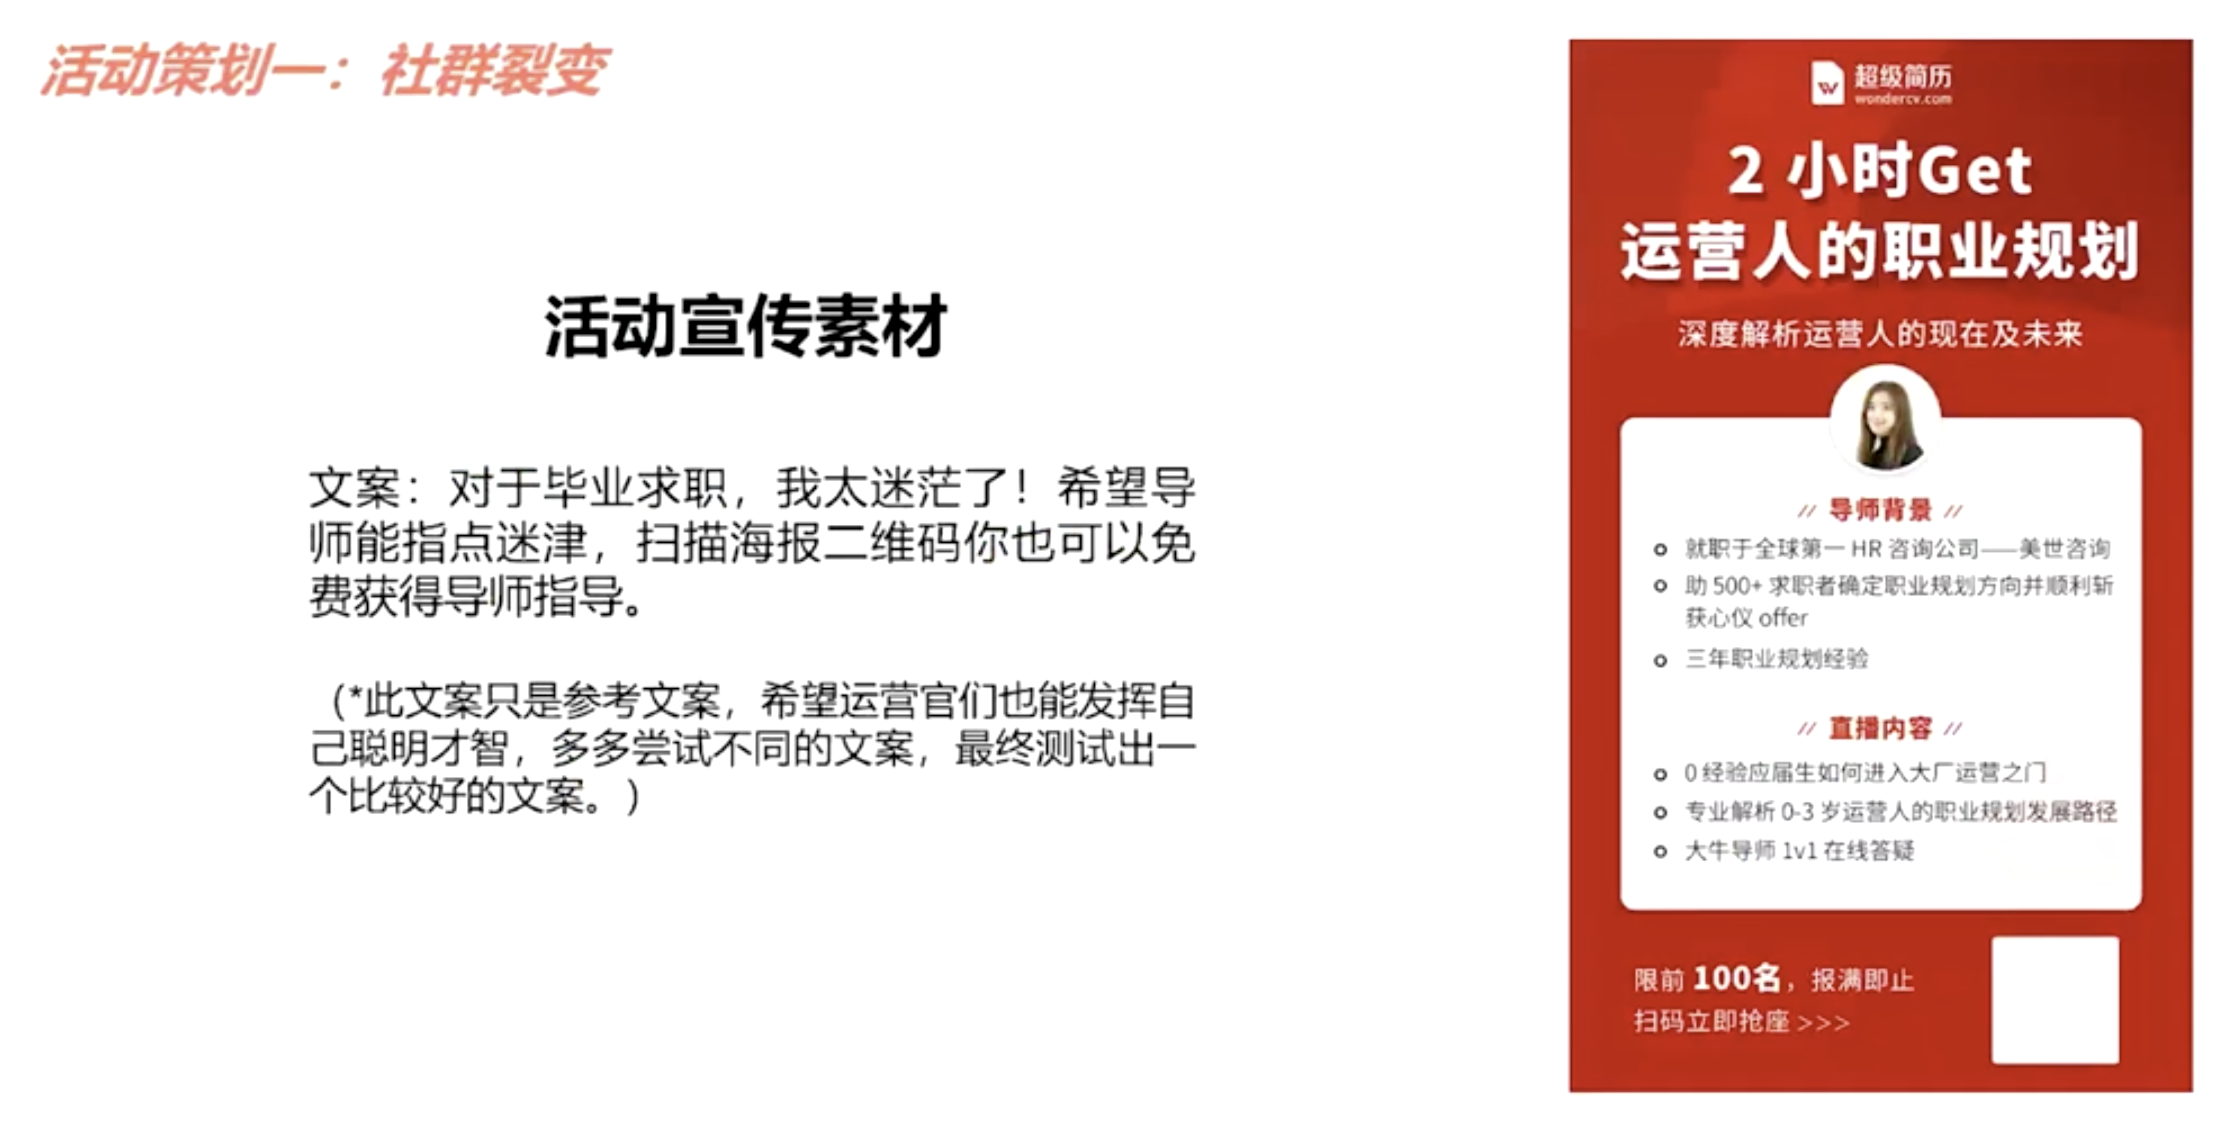 活动策划一：社群裂变
活动宣传素材
文案：对于毕业求职，我太迷茫了！希望导
师能指点迷津，扫描海报二维码你也可以免
费获得导师指导。
（*此文案只是参考文案，希望运营官们也能发挥自
己聪明才智，多多尝试不同的文案，最终测试出一
个比较好的文案。）
超级简历
wondercv.com
2 小时Get
运营人的职业规划
深度解析运营人的现在及未来
// 导师背景 //
就职于全球第一 HR 咨询公司——美世咨询
助 500+ 求职者确定职业规划方向并顺利斩
获心仪 offer
三年职业规划经验
// 直播内容 //
0 经验应届生如何进入大厂运营之门
专业解析 0-3 岁运营人的职业规划发展路径
大牛导师 1v1 在线答疑
限前 100名，报满即止
扫码立即抢座 >>>